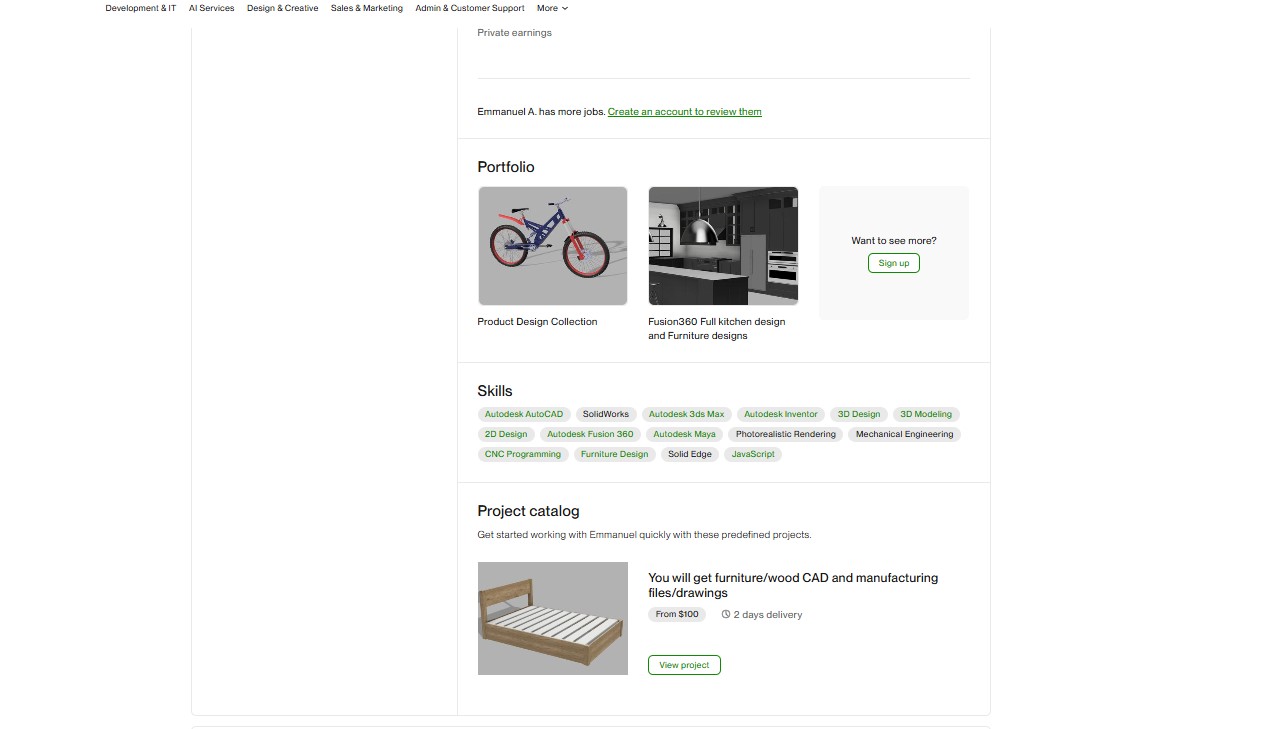 Development & IT AI Services Design & Creative Sales & Marketing Admin & Customer Support More
Private earnings
Emmanuel A. has more jobs. Create an account to review them
Portfolio
Want to see more?
Sign up
Product Design Collection
Fusion360 Full kitchen design
and Furniture designs
Skills
Autodesk AutoCAD SolidWorks Autodesk 3ds Max Autodesk Inventor 3D Design 3D Modeling
2D Design Autodesk Fusion 360 Autodesk Maya Photorealistic Rendering Mechanical Engineering
CNC Programming Furniture Design Solid Edge JavaScript
Project catalog
Get started working with Emmanuel quickly with these predefined projects.
You will get furniture/wood CAD and manufacturing
files/drawings
From $100 2 days delivery
View project